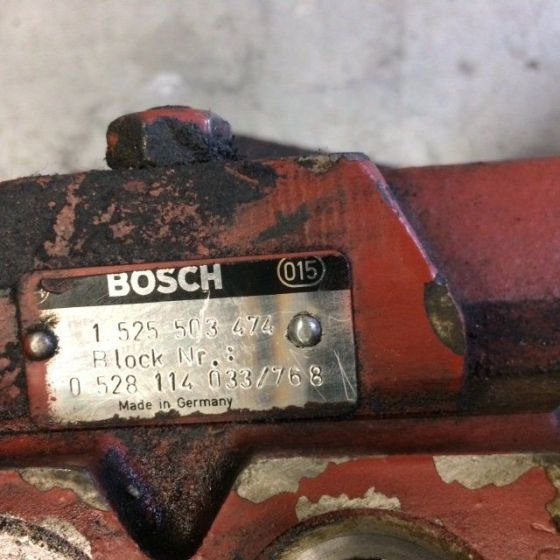 BOSCH 015
1 525 503 474
Block Nr.:
0 528 114 033/768
Made in Germany